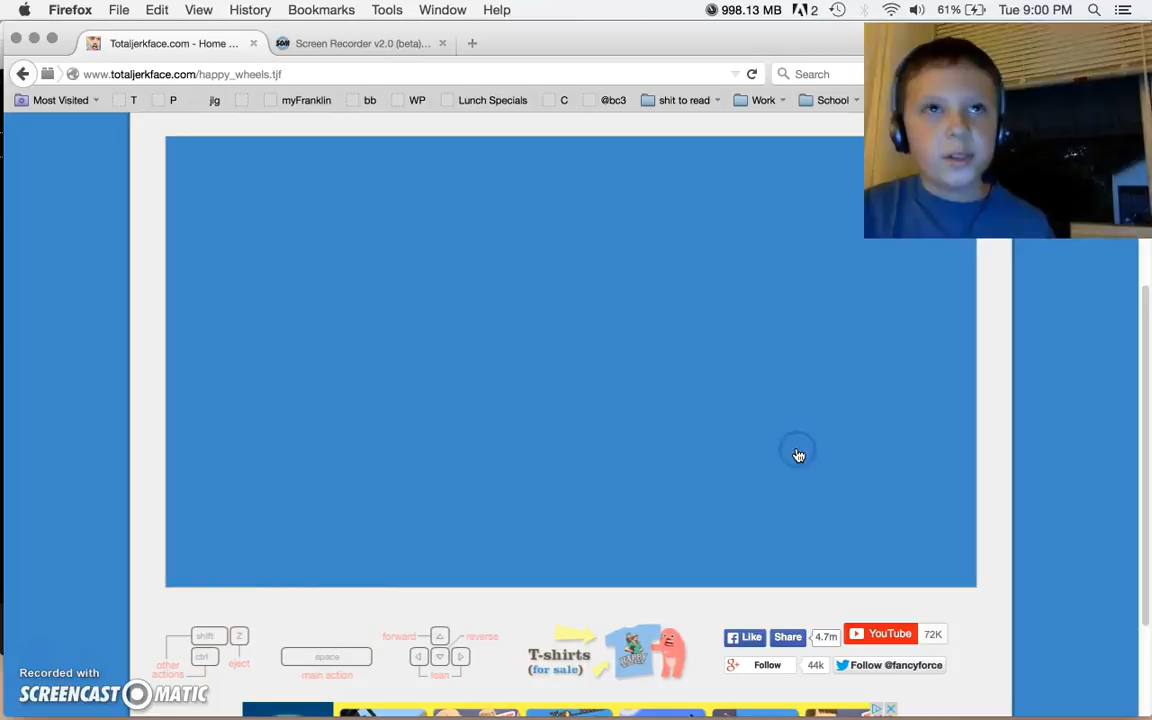 Firefox File Edit View History Bookmarks Tools Window Help 998.13 MB 2 61% Tue 9:00 PM
Totaljerkface.com - Home ... Screen Recorder v2.0 (beta)...
www.totaljerkface.com/happy_wheels.tjf Search
Most Visited T P jlg myFranklin bb WP Lunch Specials C @bc3 shit to read Work School
shift Z
ctrl
eject
other
actions
space
main action
forward reverse
lean
T-shirts
(for sale)
Like Share 4.7m YouTube 72K
Follow 44k Follow @fancyforce
Recorded with
SCREENCAST MATIC